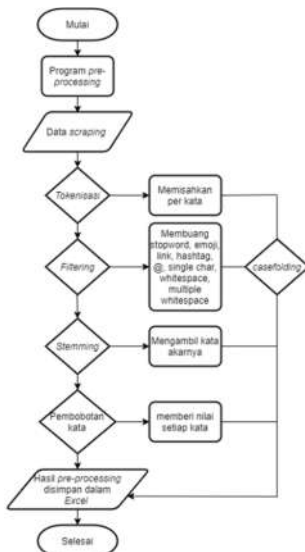 Mulai
Program pre-
processing
Data scraping
Tokenisasi
Memisahkan
per kata
Filtering
Membuang
stopword, emoji,
link, hashtag,
@, single char,
whitespace,
multiple
whitespace
casefolding
Stemming
Mengambil kata
akarnya
Pembobotan
kata
memberi nilai
setiap kata
Hasil pre-processing
disimpan dalam
Excel
Selesai